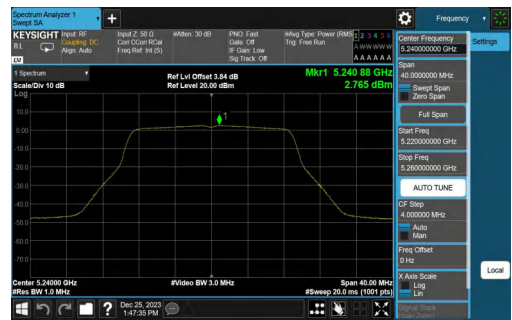 Spectrum Analyzer 1
Swept SA
Frequency
KEYSIGHT
RL
LV
Input: RF
Coupling: DC
Align: Auto
Input Z: 50 Ω
Corr CCorr RCal
Freq Ref: Int (S)
#Atten: 30 dB
PNO: Fast
Gate: Off
IF Gain: Low
Sig Track: Off
#Avg Type: Power (RMS)
Trig: Free Run
1 2 3 4 5 6
A W W W W W
A A A A A A
1 Spectrum
Scale/Div 10 dB
Log
Ref Lvl Offset 3.84 dB
Ref Level 20.00 dBm
Mkr1 5.240 88 GHz
2.765 dBm
1
10.0
0.00
-10.0
-20.0
-30.0
-40.0
-50.0
-60.0
-70.0
Center 5.24000 GHz
#Res BW 1.0 MHz
#Video BW 3.0 MHz
Span 40.00 MHz
#Sweep 20.0 ms (1001 pts)
Dec 25, 2023
1:47:35 PM
?
Center Frequency
5.240000000 GHz
Settings
Span
40.0000000 MHz
Swept Span
Zero Span
Full Span
Start Freq
5.220000000 GHz
Stop Freq
5.260000000 GHz
AUTO TUNE
CF Step
4.000000 MHz
Auto
Man
Freq Offset
0 Hz
X Axis Scale
Log
Lin
Local
Signal Track